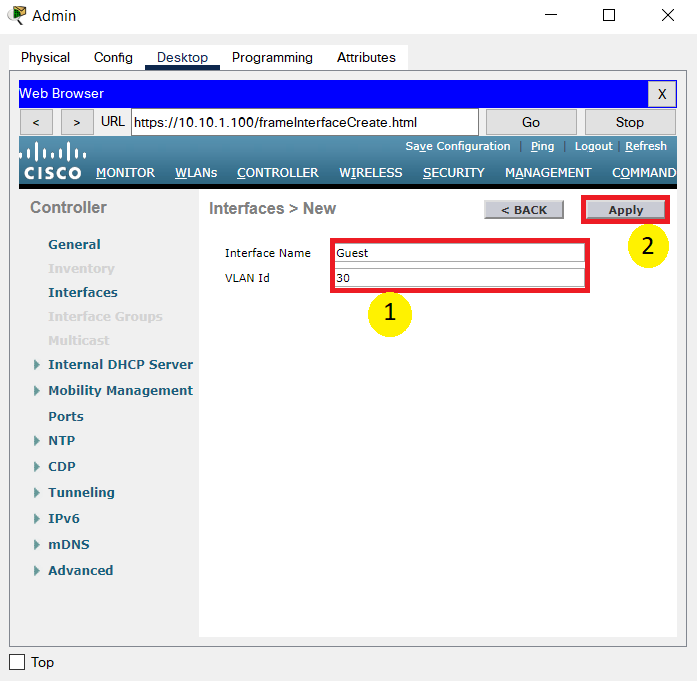 Admin
Physical Config Desktop Programming Attributes
Web Browser X
< > URL https://10.10.1.100/frameInterfaceCreate.html Go Stop
Save Configuration | Ping | Logout | Refresh
CISCO MONITOR WLANs CONTROLLER WIRELESS SECURITY MANAGEMENT COMMAND
Controller
Interfaces > New < BACK Apply
2
General
Inventory
Interfaces
Interface Groups
Multicast
Internal DHCP Server
Mobility Management
Ports
NTP
CDP
Tunneling
IPv6
mDNS
Advanced
Interface Name Guest
VLAN Id 30
1
Top